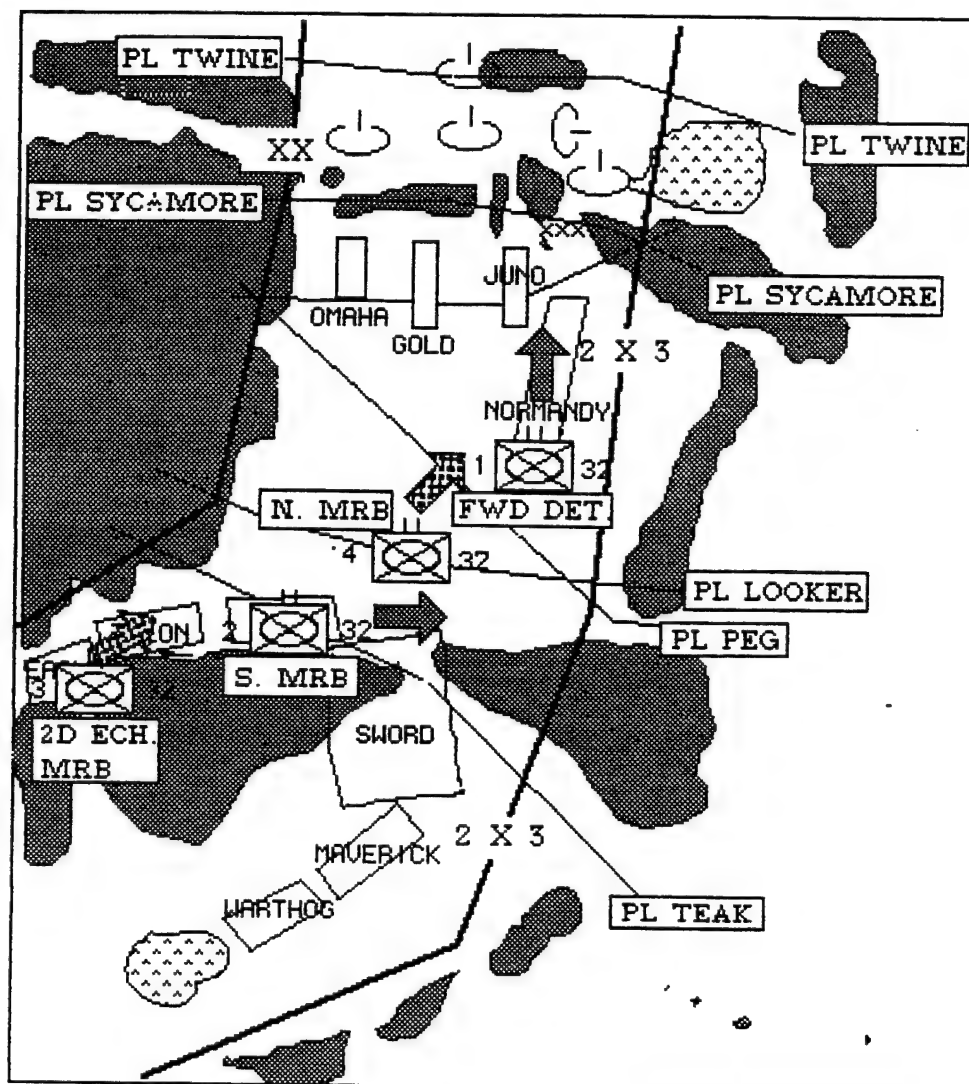 PL TWINE
PL TWINE
XX
PL SYCAMORE
XXX
JUNO
PL SYCAMORE
OMAHA
GOLD
2 X 3
NORMANDY
1
32
N. MRB
FWD DET
4
32
PL LOOKER
ON
2
32
PL PEG
S. MRB
3
32
2D ECH.
MRB
SWORD
2 X 3
MAVERICK
WARTHOG
PL TEAK